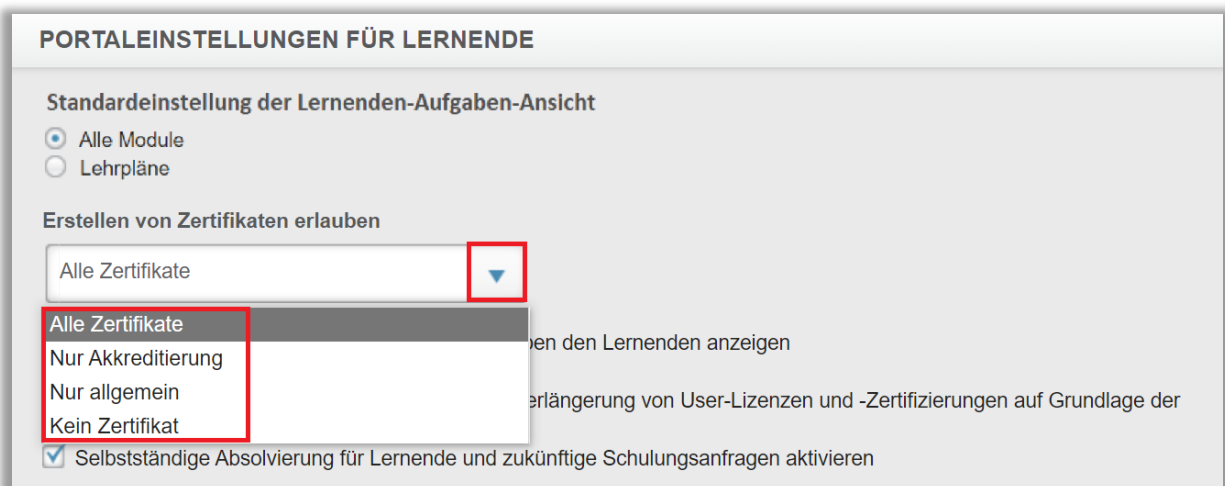 PORTALEINSTELLUNGEN FÜR LERNENDE
Standardeinstellung der Lernenden-Aufgaben-Ansicht
Alle Module
Lehrpläne
Erstellen von Zertifikaten erlauben
Alle Zertifikate
Alle Zertifikate
Nur Akkreditierung
Nur allgemein
Kein Zertifikat
den Lernenden anzeigen
von User-Lizenzen und -Zertifizierungen auf Grundlage der
Selbstständige Absolvierung für Lernende und zukünftige Schulungsanfragen aktivieren